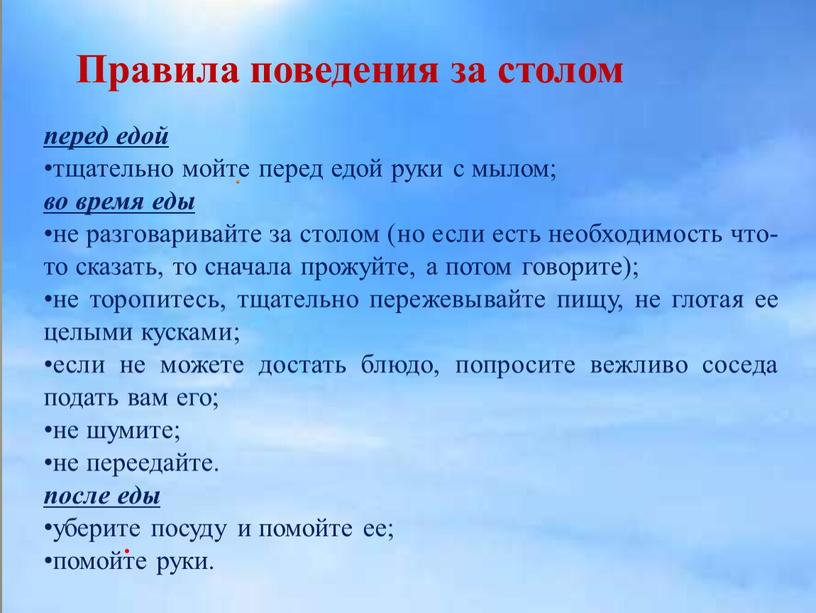 Правила поведения за столом
перед едой
•тщательно мойте перед едой руки с мылом;
во время еды
•не разговаривайте за столом (но если есть необходимость что-
то сказать, то сначала прожуйте, а потом говорите);
•не торопитесь, тщательно пережевывайте пищу, не глотая ее
целыми кусками;
•если не можете достать блюдо, попросите вежливо соседа
подать вам его;
•не шумите;
•не переедайте.
после еды
•уберите посуду и помойте ее;
•помойте руки.